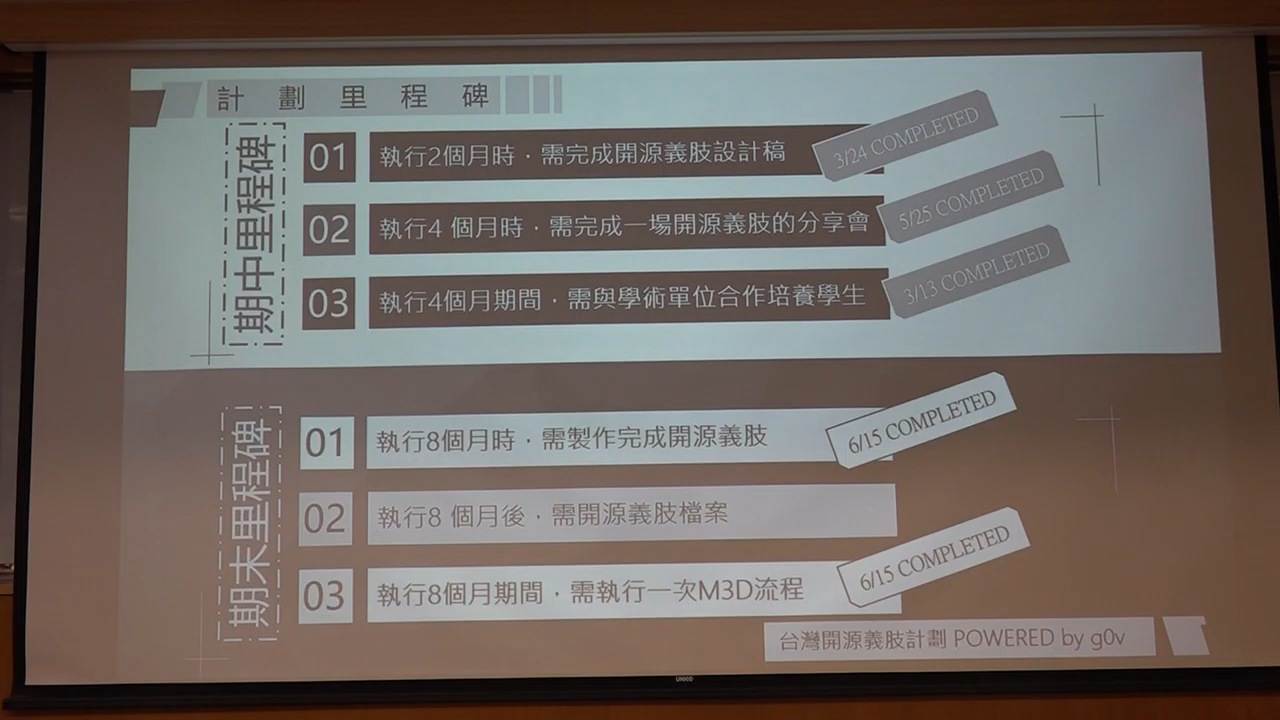 計劃里程碑
期中里程碑
01 執行2個月時，需完成開源義肢設計稿 3/24 COMPLETED
02 執行4 個月時，需完成一場開源義肢的分享會 5/25 COMPLETED
03 執行4個月期間，需與學術單位合作培養學生 3/13 COMPLETED
期末里程碑
01 執行8個月時，需製作完成開源義肢 6/15 COMPLETED
02 執行8 個月後，需開源義肢檔案
03 執行8個月期間，需執行一次M3D流程 6/15 COMPLETED
台灣開源義肢計劃 POWERED by g0v